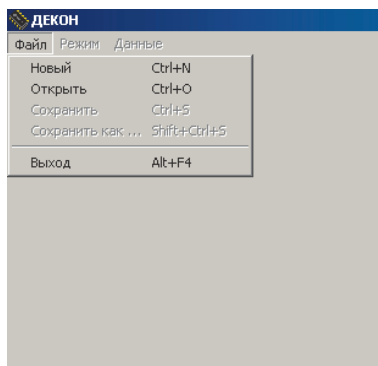 ДЕКОН
Файл Режим Данные
Новый Ctrl+N
Открыть Ctrl+O
Сохранить Ctrl+S
Сохранить как ... Shift+Ctrl+S
Выход Alt+F4